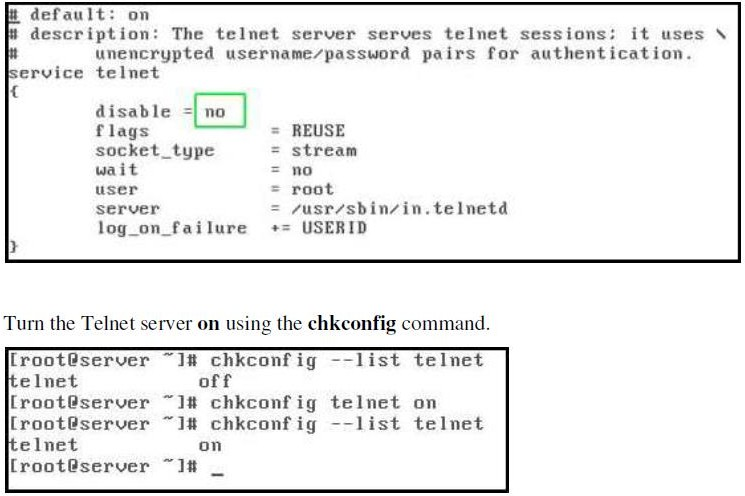 # default: on
# description: The telnet server serves telnet sessions; it uses \
#       unencrypted username/password pairs for authentication.
service telnet
{
        disable = no
        flags           = REUSE
        socket_type     = stream
        wait            = no
        user            = root
        server          = /usr/sbin/in.telnetd
        log_on_failure  += USERID
}
Turn the Telnet server on using the chkconfig command.
[root@server ~]# chkconfig --list telnet
telnet          off
[root@server ~]# chkconfig telnet on
[root@server ~]# chkconfig --list telnet
telnet          on
[root@server ~]# _